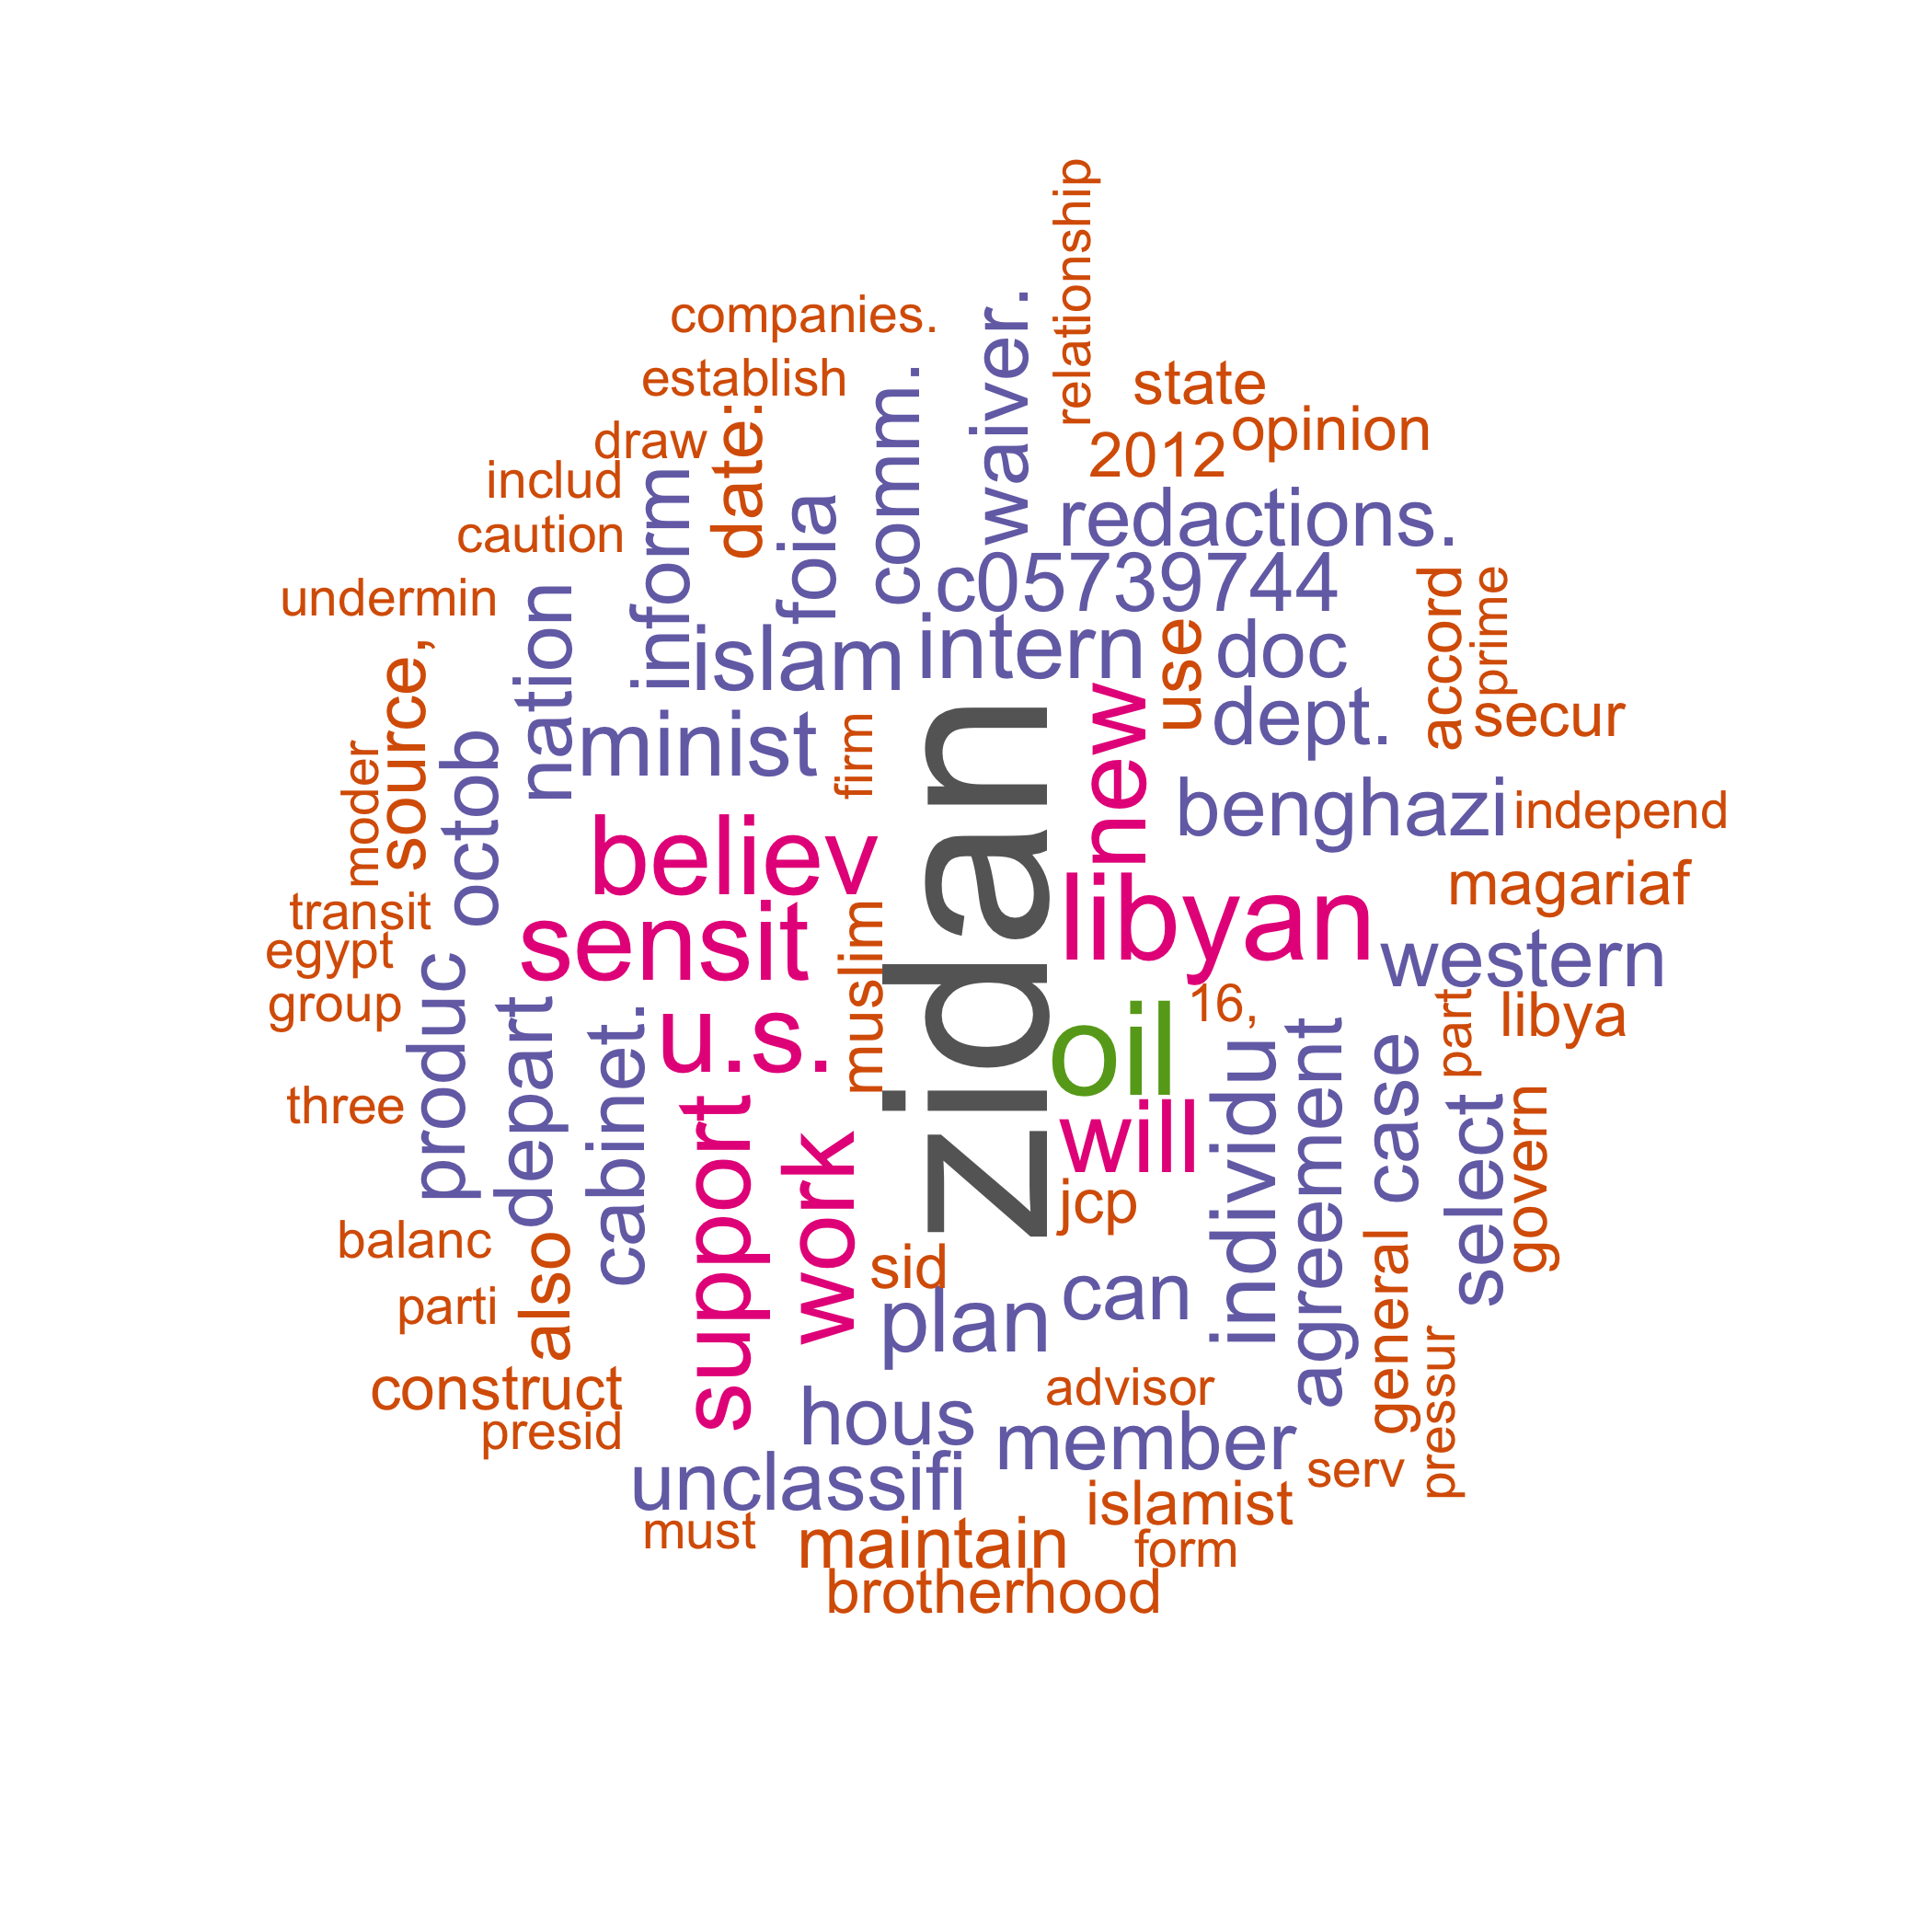 relationship
companies.
waiver.
establish
comm.
state
draw
date:
2012
opinion
includ
inform
foia
redactions.
caution
undermin
nation
islam
c05739744
intern
use
doc
accord
prime
source,
minist
firm
new
dept.
secur
moder
octob
believ
zidan
benghazi
independ
transit
sensit
muslim
libyan
magariaf
egypt
western
group
produc
depart
cabinet.
u.s.
oil
16,
part
libya
three
support
work
will
individu
agreement
case
select
govern
jcp
balanc
also
sid
can
general
parti
plan
construct
advisor
pressur
presid
hous
member
unclassifi
serv
must
maintain
islamist
form
brotherhood